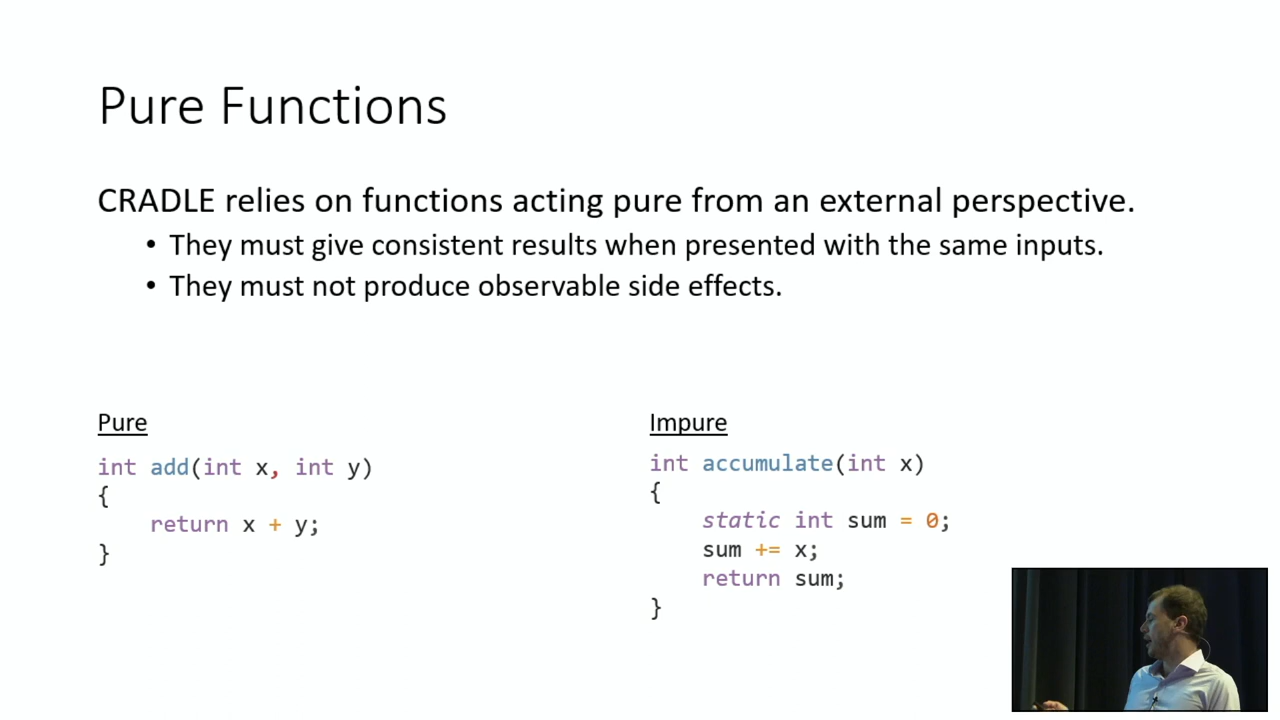 Pure Functions
CRADLE relies on functions acting pure from an external perspective.
• They must give consistent results when presented with the same inputs.
• They must not produce observable side effects.
Pure
int add(int x, int y)
{
    return x + y;
}
Impure
int accumulate(int x)
{
    static int sum = 0;
    sum += x;
    return sum;
}